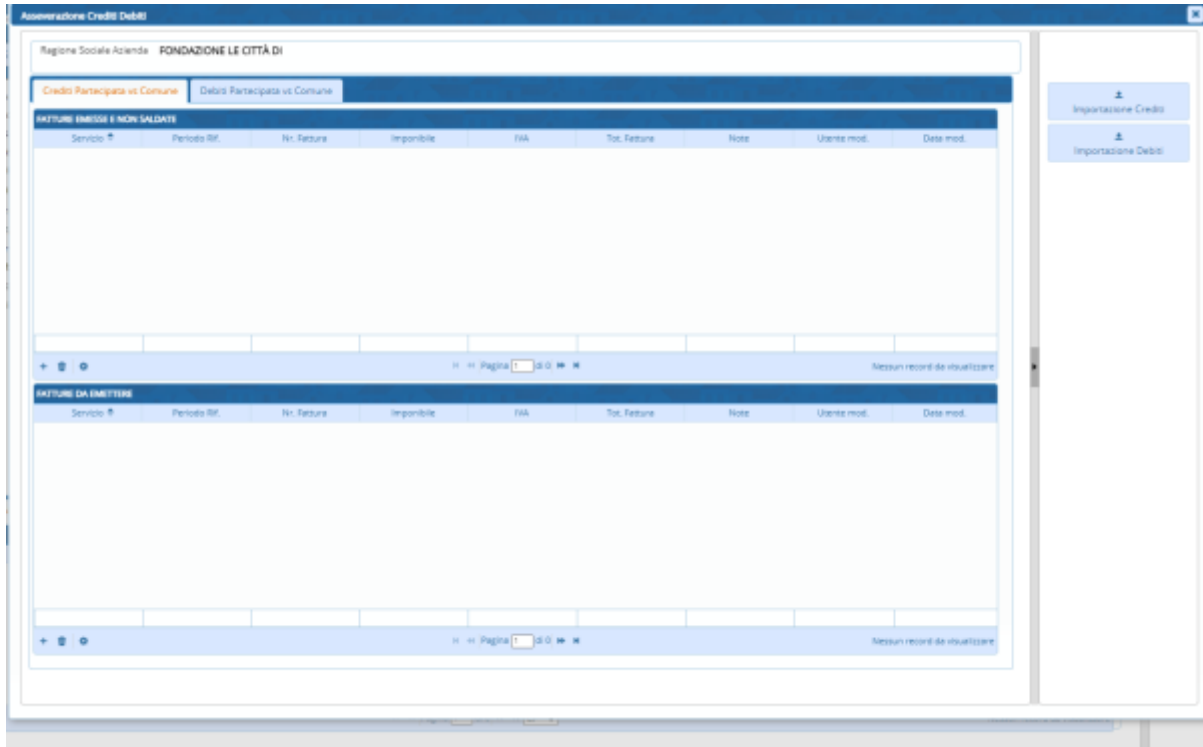 Asseverazione Crediti Debiti
Ragione Sociale Azienda FONDAZIONE LE CITTÀ DI
Crediti Partecipata vs Comune Debiti Partecipata vs Comune
FATTURE EMESSE E NON SALDATE
Servizio Periodo Rif. Nr. Fattura Imponibile IVA Tot. Fattura Note Utente mod. Data mod.
Pagina 1 di 0 Nessun record da visualizzare
FATTURE DA EMETTERE
Servizio Periodo Rif. Nr. Fattura Imponibile IVA Tot. Fattura Note Utente mod. Data mod.
Pagina 1 di 0 Nessun record da visualizzare
Importazione Crediti
Importazione Debiti